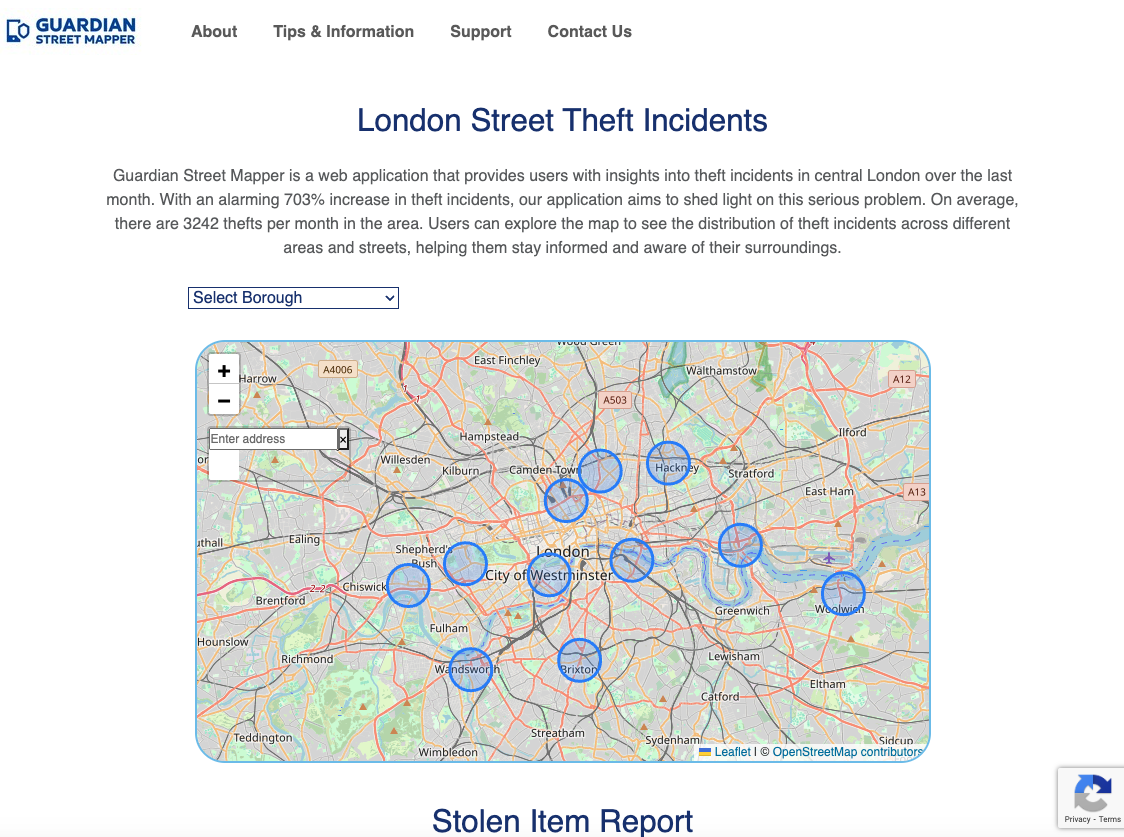 GUARDIAN
STREET MAPPER
About
Tips & Information
Support
Contact Us
London Street Theft Incidents
Guardian Street Mapper is a web application that provides users with insights into theft incidents in central London over the last
month. With an alarming 703% increase in theft incidents, our application aims to shed light on this serious problem. On average,
there are 3242 thefts per month in the area. Users can explore the map to see the distribution of theft incidents across different
areas and streets, helping them stay informed and aware of their surroundings.
Select Borough
+
−
Enter address
×
Wood Green
East Finchley
Harrow
A4006
Walthamstow
A12
A503
Hampstead
Ilford
Willesden
Kilburn
Camden Town
Hackney
Stratford
East Ham
A13
uthall
Ealing
Shepherd's
Bush
London
City of Westminster
Chiswick
Brentford
Greenwich
Woolwich
Fulham
Hounslow
Richmond
Wandsworth
Brixton
Lewisham
Eltham
Catford
Teddington
Wimbledon
Streatham
Sydenham
Sidcup
Leaflet | © OpenStreetMap contributors
Stolen Item Report
Privacy - Terms